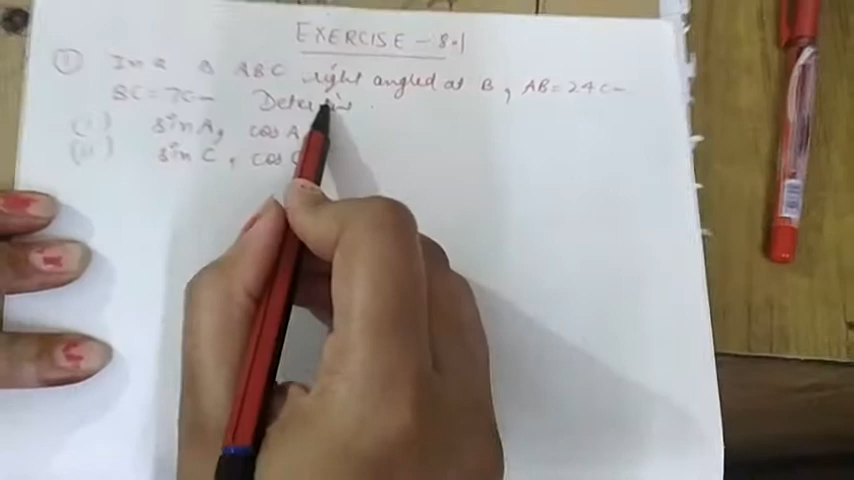 EXERCISE - 8.1
① In a Δ ABC right angled at B, AB = 24 cm
BC = 7 cm Determine.
(i) sin A, cos A
(ii) sin C, cos C